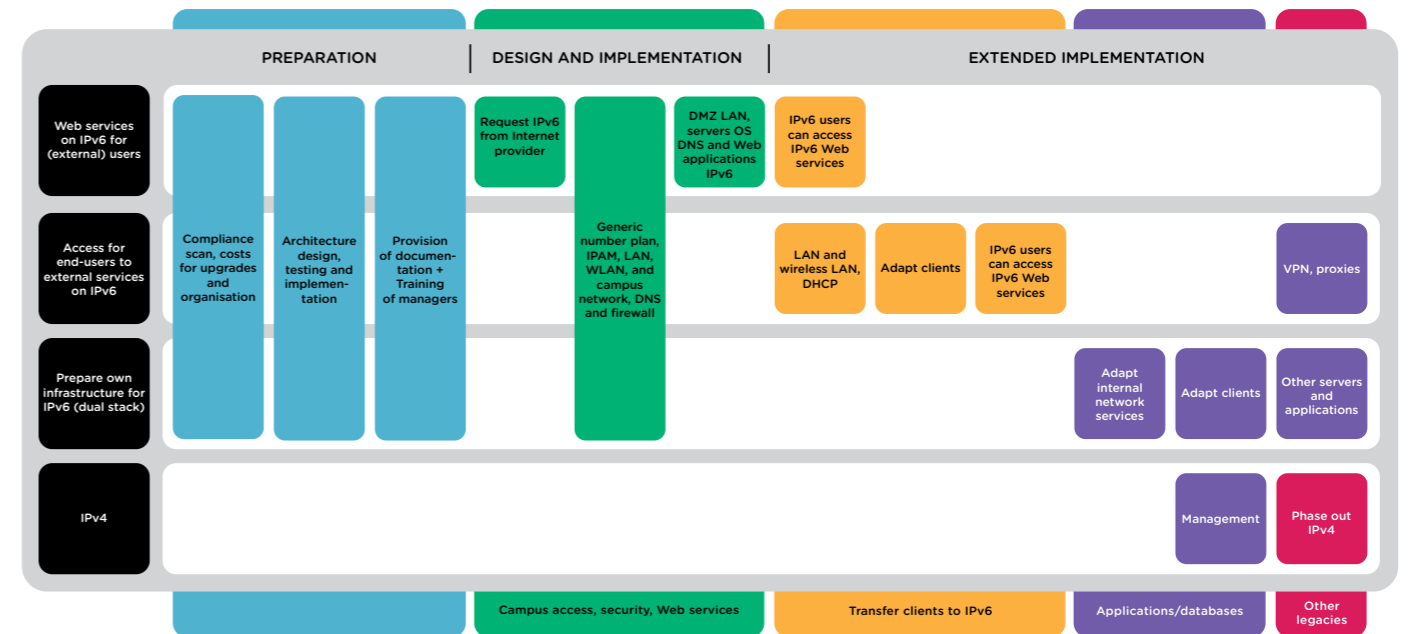 PREPARATION
DESIGN AND IMPLEMENTATION
EXTENDED IMPLEMENTATION
Web services
on IPv6 for
(external) users
Request IPv6
from Internet
provider
DMZ LAN,
servers OS
DNS and Web
applications
IPv6
IPv6 users
can access
IPv6 Web
services
Access for
end-users to
external services
on IPv6
Compliance
scan, costs
for upgrades
and
organisation
Architecture
design,
testing and
implemen-
tation
Provision
of documen-
tation +
Training
of managers
Generic
number plan,
IPAM, LAN,
WLAN, and
campus
network, DNS
and firewall
LAN and
wireless LAN,
DHCP
Adapt clients
IPv6 users
can access
IPv6 Web
services
VPN, proxies
Prepare own
infrastructure for
IPv6 (dual stack)
Adapt
internal
network
services
Adapt clients
Other servers
and
applications
IPv4
Management
Phase out
IPv4
Campus access, security, Web services
Transfer clients to IPv6
Applications/databases
Other
legacies